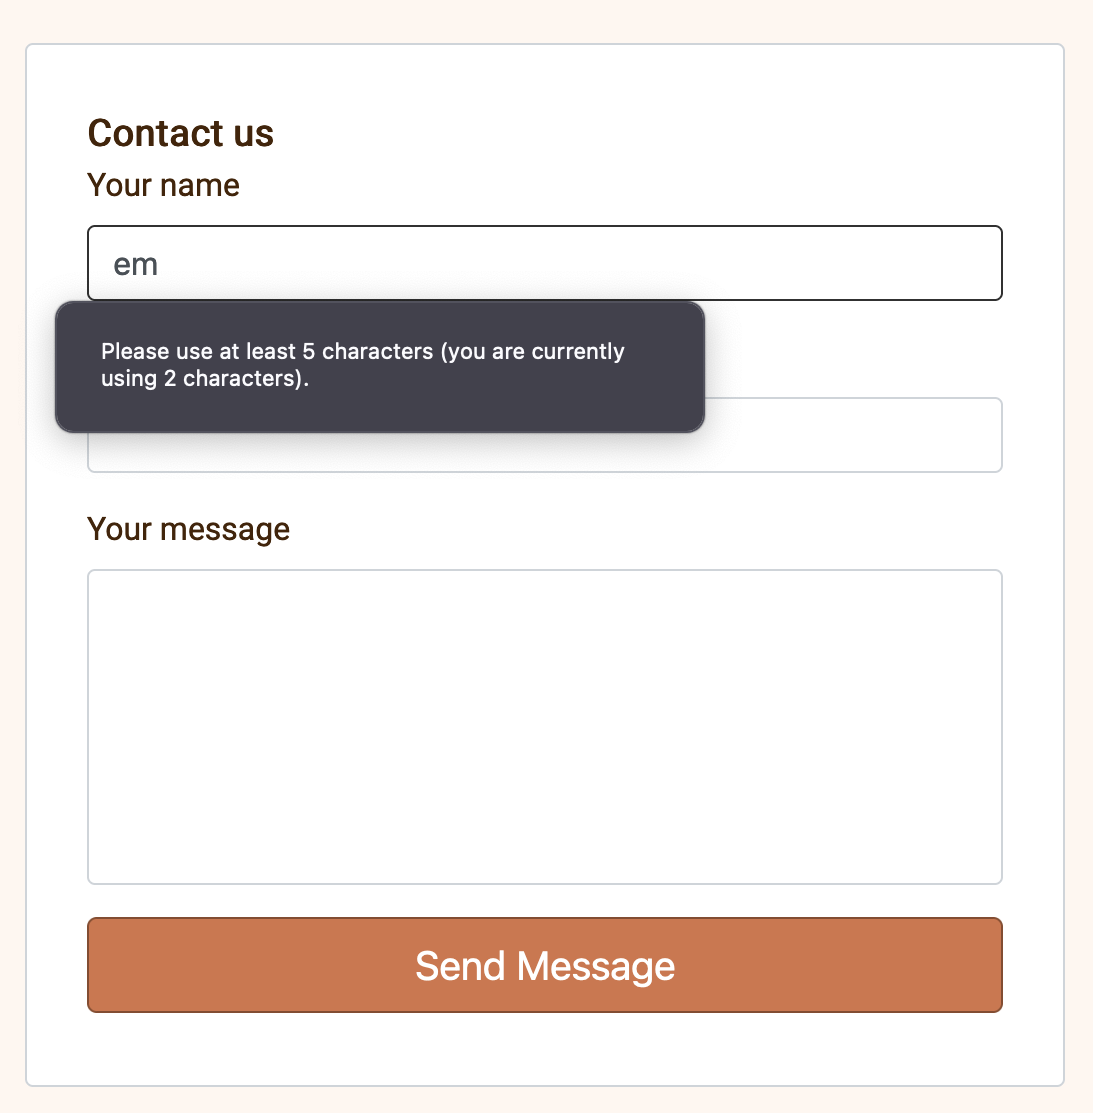 Contact us
Your name
em
Please use at least 5 characters (you are currently
using 2 characters).
Your message
Send Message